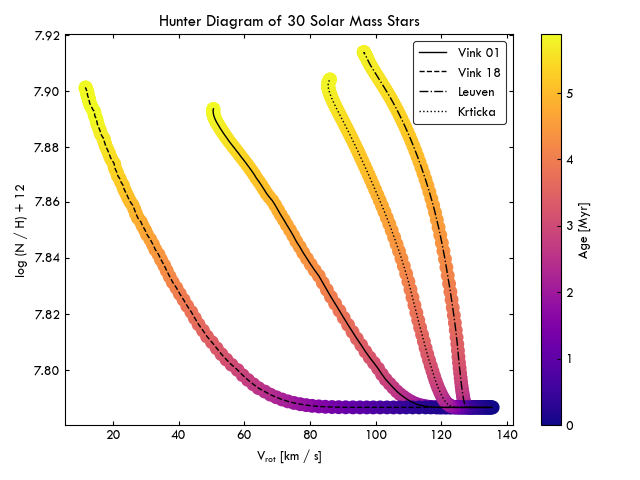 Hunter Diagram of 30 Solar Mass Stars
7.92
7.90
7.88
7.86
7.84
7.82
7.80
log (N / H) + 12
20
40
60
80
100
120
140
Vrot [km / s]
Vink 01
Vink 18
Leuven
Krticka
5
4
3
2
1
0
Age [Myr]